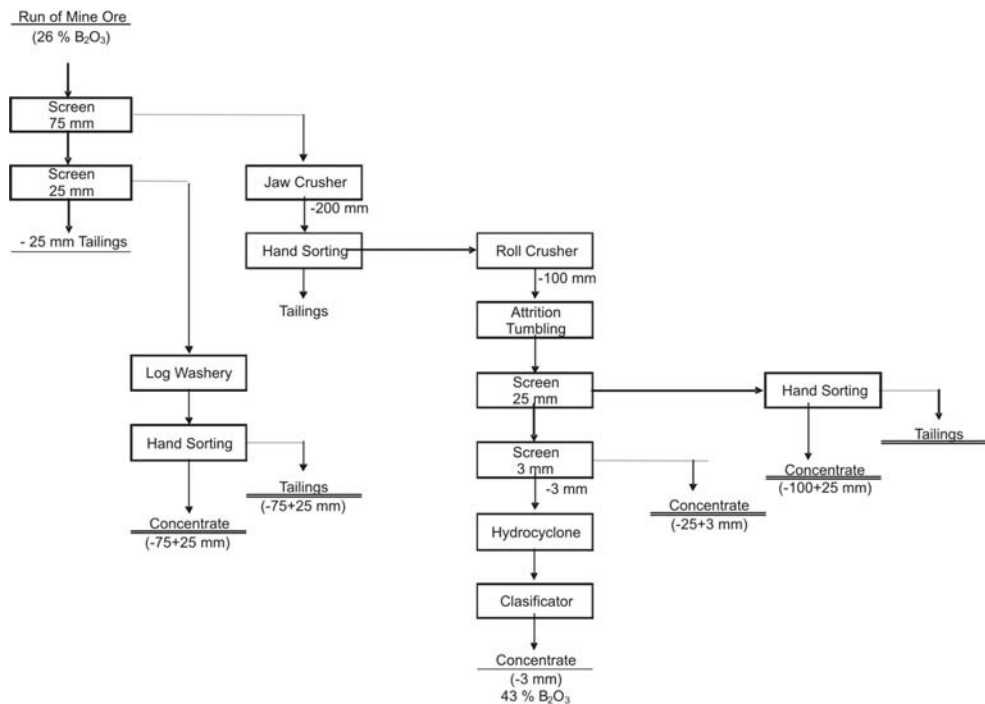 Run of Mine Ore
(26 % B₂O₃)
Screen
75 mm
Screen
25 mm
- 25 mm Tailings
Jaw Crusher
-200 mm
Hand Sorting
Tailings
Roll Crusher
-100 mm
Attrition
Tumbling
Log Washery
Hand Sorting
Tailings
(-75+25 mm)
Concentrate
(-75+25 mm)
Screen
25 mm
Hand Sorting
Tailings
Concentrate
(-100+25 mm)
Screen
3 mm
-3 mm
Concentrate
(-25+3 mm)
Hydrocyclone
Clasificator
Concentrate
(-3 mm)
43 % B₂O₃